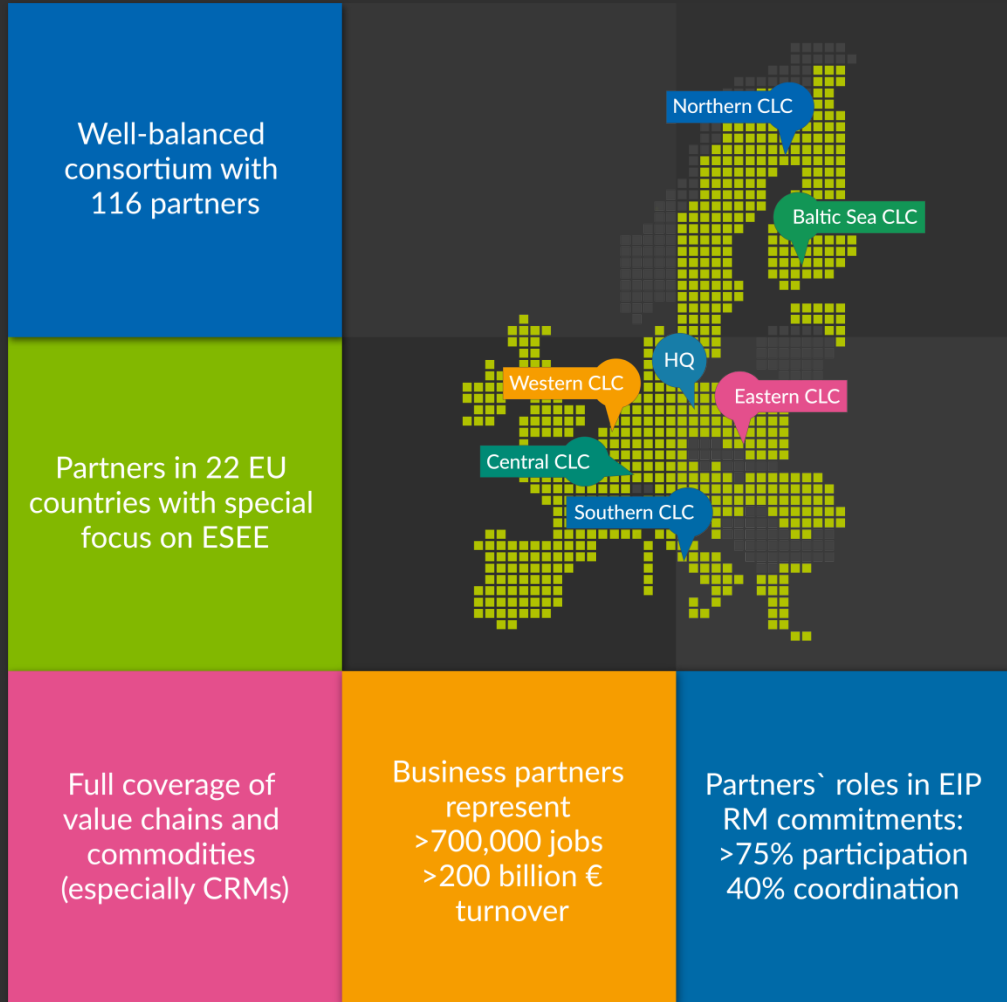 Well-balanced
consortium with
116 partners
Northern CLC
Baltic Sea CLC
HQ
Western CLC
Eastern CLC
Central CLC
Southern CLC
Partners in 22 EU
countries with special
focus on ESEE
Full coverage of
value chains and
commodities
(especially CRMs)
Business partners
represent
>700,000 jobs
>200 billion €
turnover
Partners` roles in EIP
RM commitments:
>75% participation
40% coordination